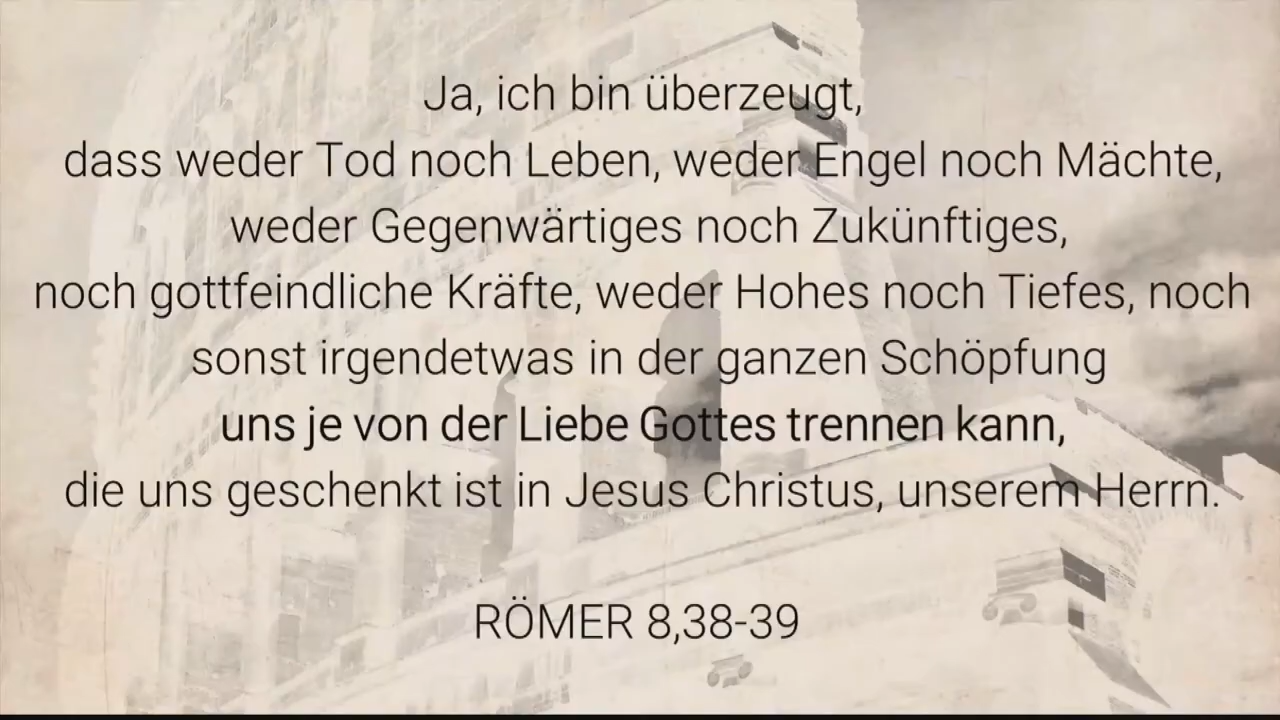 Ja, ich bin überzeugt,
dass weder Tod noch Leben, weder Engel noch Mächte,
weder Gegenwärtiges noch Zukünftiges,
noch gottfeindliche Kräfte, weder Hohes noch Tiefes, noch
sonst irgendetwas in der ganzen Schöpfung
uns je von der Liebe Gottes trennen kann,
die uns geschenkt ist in Jesus Christus, unserem Herrn.
RÖMER 8,38-39